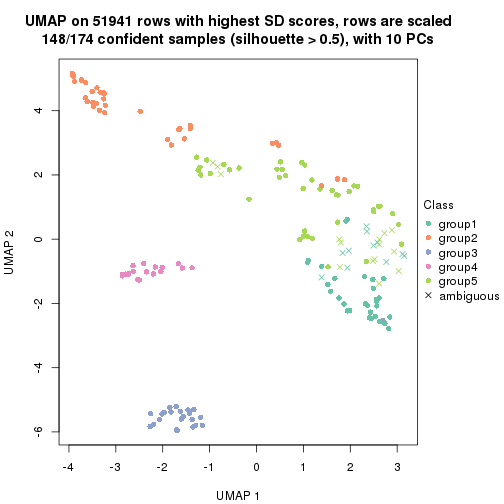 UMAP on 51941 rows with highest SD scores, rows are scaled
148/174 confident samples (silhouette > 0.5), with 10 PCs
4
2
0
-2
-4
-6
UMAP 2
-4 -3 -2 -1 0 1 2 3
UMAP 1
Class
group1
group2
group3
group4
group5
ambiguous